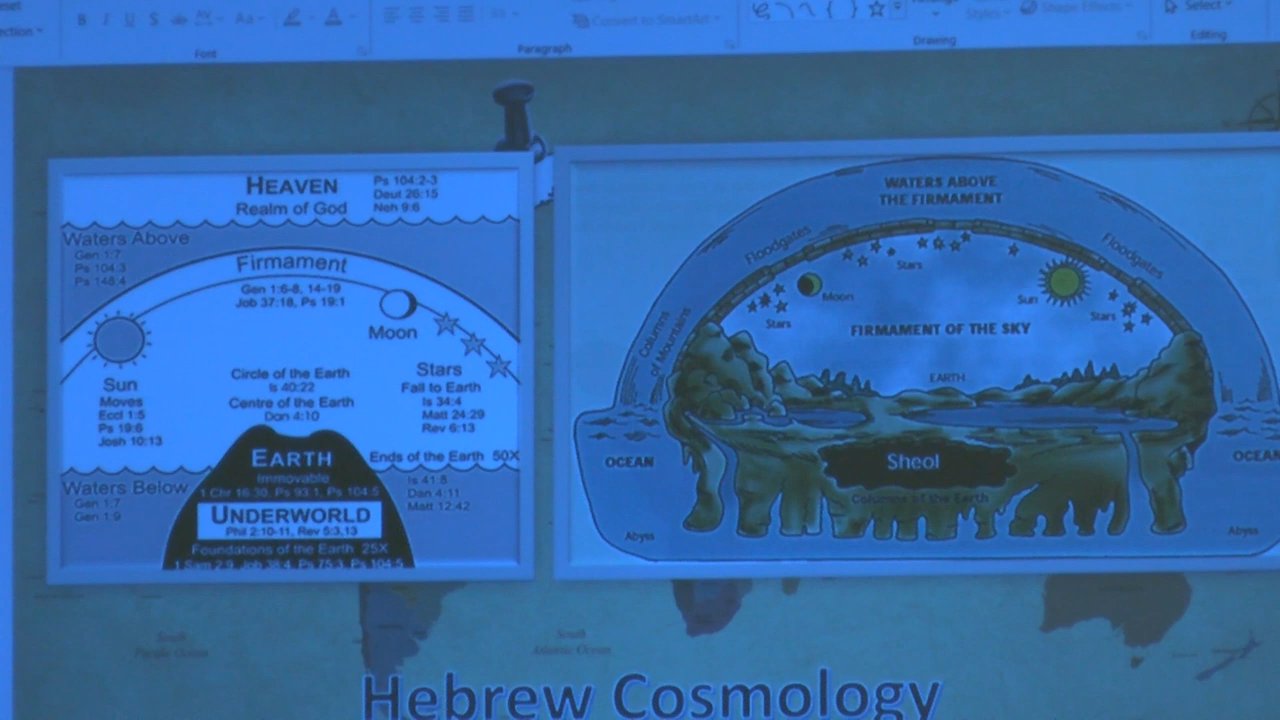 Aa
Convert to SmartArt
Styles
Shape Effects
Select
Font
Paragraph
Drawing
Editing
HEAVEN
Realm of God
Ps 104:2-3
Deut 26:15
Neh 9:6
Waters Above
Gen 1:7
Ps 104:3
Ps 148:4
Firmament
Gen 1:6-8, 14-19
Job 37:18, Ps 19:1
Moon
Sun
Moves
Eccl 1:5
Ps 19:6
Josh 10:13
Circle of the Earth
Is 40:22
Centre of the Earth
Dan 4:10
Stars
Fall to Earth
Is 34:4
Matt 24:29
Rev 6:13
EARTH
Immovable
1 Chr 16:30, Ps 93:1, Ps 104:5
Ends of the Earth 50X
Is 41:8
Dan 4:11
Matt 12:42
Waters Below
Gen 1:7
Gen 1:9
UNDERWORLD
Phil 2:10-11, Rev 5:3,13
Foundations of the Earth 25X
1 Sam 2:9, Job 38:4, Ps 75:3, Ps 104:5
WATERS ABOVE
THE FIRMAMENT
Floodgates
Floodgates
Stars
Moon
Sun
Stars
Stars
Columns
of Mountains
FIRMAMENT OF THE SKY
EARTH
OCEAN
Sheol
OCEAN
Columns of the Earth
Abyss
Abyss
South
Pacific Ocean
South
Atlantic Ocean
Hebrew Cosmology